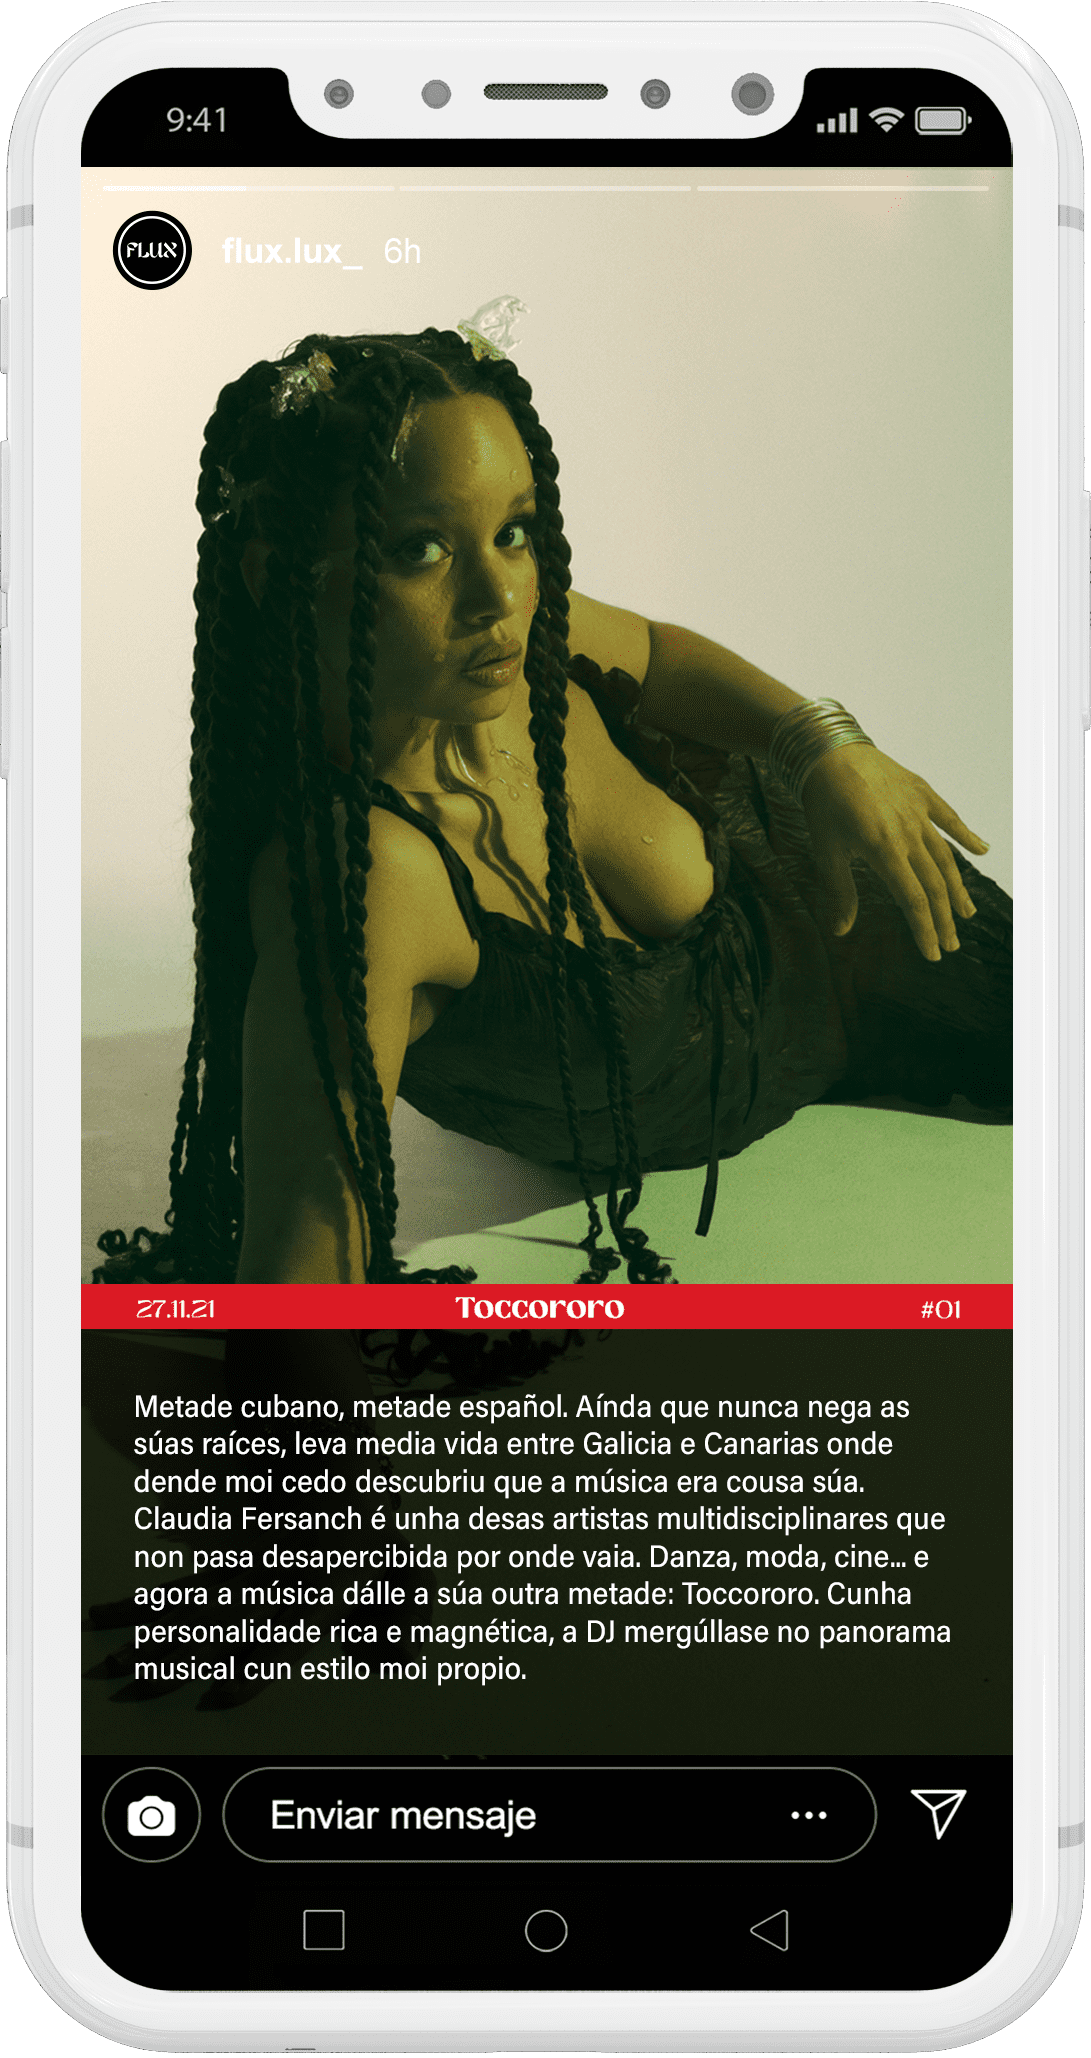 9:41
FLUX
flux.lux_ 6h
27.11.21 Toccororo #01
Metade cubano, metade español. Aínda que nunca nega as
súas raíces, leva media vida entre Galicia e Canarias onde
dende moi cedo descubriu que a música era cousa súa.
Claudia Fersanch é unha desas artistas multidisciplinares que
non pasa desapercibida por onde vaia. Danza, moda, cine... e
agora a música dálle a súa outra metade: Toccororo. Cunha
personalidade rica e magnética, a DJ mergúllase no panorama
musical cun estilo moi propio.
Enviar mensaje